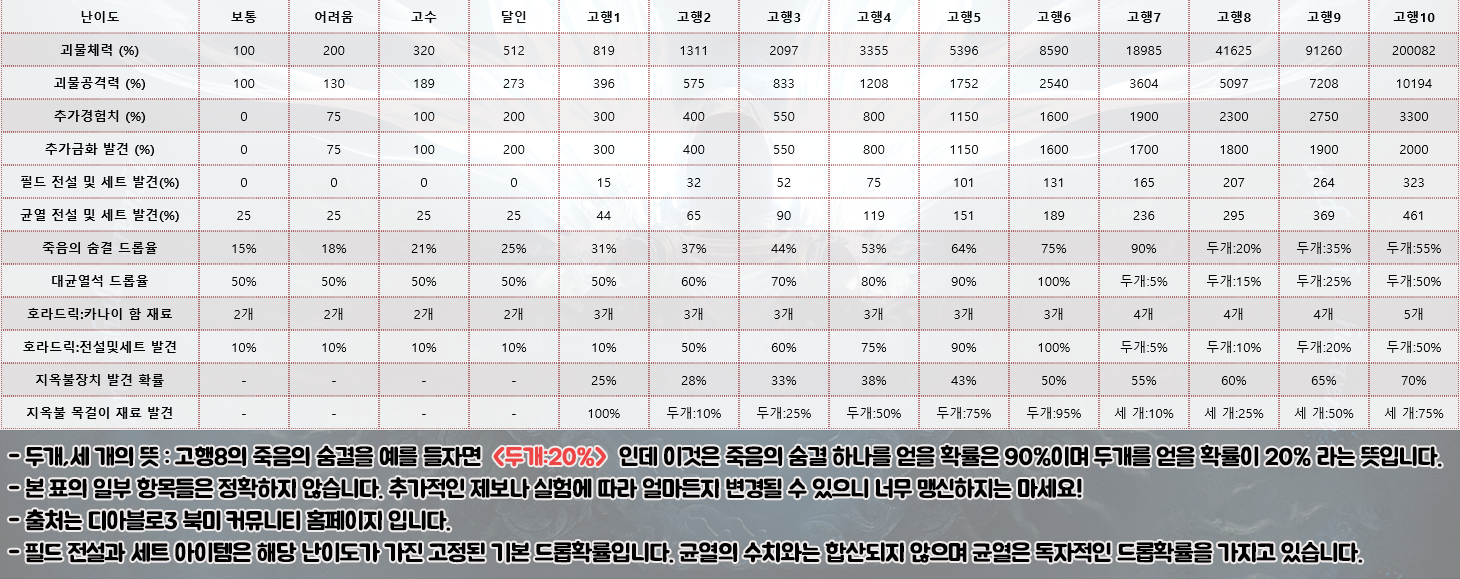 난이도 보통 어려움 고수 달인 고행1 고행2 고행3 고행4 고행5 고행6 고행7 고행8 고행9 고행10
괴물체력 (%) 100 200 320 512 819 1311 2097 3355 5396 8590 18985 41625 91260 200082
괴물공격력 (%) 100 130 189 273 396 575 833 1208 1752 2540 3604 5097 7208 10194
추가경험치 (%) 0 75 100 200 300 400 550 800 1150 1600 1900 2300 2750 3300
추가금화 발견 (%) 0 75 100 200 300 400 550 800 1150 1600 1700 1800 1900 2000
필드 전설 및 세트 발견(%) 0 0 0 0 15 32 52 75 101 131 165 207 264 323
균열 전설 및 세트 발견(%) 25 25 25 25 44 65 90 119 151 189 236 295 369 461
죽음의 숨결 드롭율 15% 18% 21% 25% 31% 37% 44% 53% 64% 75% 90% 두개:20% 두개:35% 두개:55%
대균열석 드롭율 50% 50% 50% 50% 50% 60% 70% 80% 90% 100% 두개:5% 두개:15% 두개:25% 두개:50%
호라드릭:카나이 함 재료 2개 2개 2개 2개 3개 3개 3개 3개 3개 3개 4개 4개 4개 5개
호라드릭:전설및세트 발견 10% 10% 10% 10% 10% 50% 60% 75% 90% 100% 두개:5% 두개:10% 두개:20% 두개:50%
지옥불장치 발견 확률 - - - - 25% 28% 33% 38% 43% 50% 55% 60% 65% 70%
지옥불 목걸이 재료 발견 - - - - 100% 두개:10% 두개:25% 두개:50% 두개:75% 두개:95% 세 개:10% 세 개:25% 세 개:50% 세 개:75%
- 두개,세 개의 뜻 : 고행8의 죽음의 숨결을 예를 들자면 <두개:20%> 인데 이것은 죽음의 숨결 하나를 얻을 확률은 90%이며 두개를 얻을 확률이 20% 라는 뜻입니다.
- 본 표의 일부 항목들은 정확하지 않습니다. 추가적인 제보나 실험에 따라 얼마든지 변경될 수 있으니 너무 맹신하지는 마세요!
- 출처는 디아블로3 북미 커뮤니티 홈페이지 입니다.
- 필드 전설과 세트 아이템은 해당 난이도가 가진 고정된 기본 드롭확률입니다. 균열의 수치와는 합산되지 않으며 균열은 독자적인 드롭확률을 가지고 있습니다.